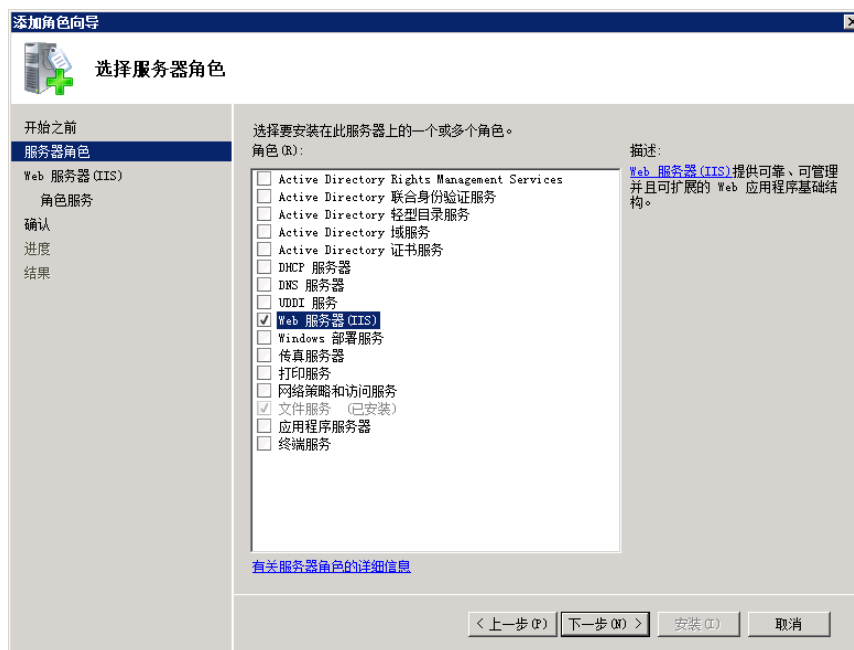 添加角色向导
选择服务器角色
开始之前
服务器角色
Web 服务器(IIS)
角色服务
确认
进度
结果
选择要安装在此服务器上的一个或多个角色。
角色(R):
Active Directory Rights Management Services
Active Directory 联合身份验证服务
Active Directory 轻型目录服务
Active Directory 域服务
Active Directory 证书服务
DHCP 服务器
DNS 服务器
UDDI 服务
Web 服务器(IIS)
Windows 部署服务
传真服务器
打印服务
网络策略和访问服务
文件服务 (已安装)
应用程序服务器
终端服务
有关服务器角色的详细信息
描述:
Web 服务器(IIS)提供可靠、可管理
并且可扩展的 Web 应用程序基础结
构。
< 上一步(P)
下一步(N) >
安装(I)
取消